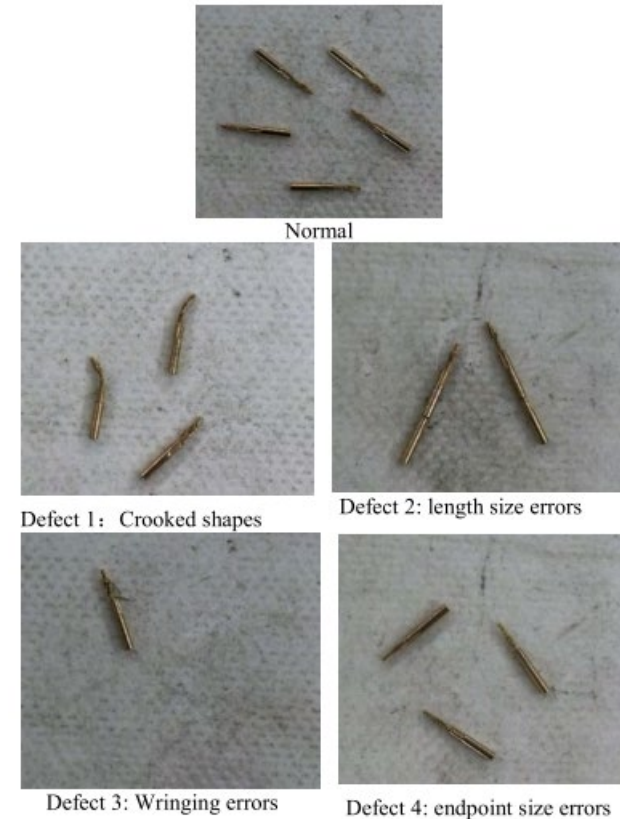 Normal
Defect 1：Crooked shapes
Defect 2: length size errors
Defect 3: Wringing errors
Defect 4: endpoint size errors